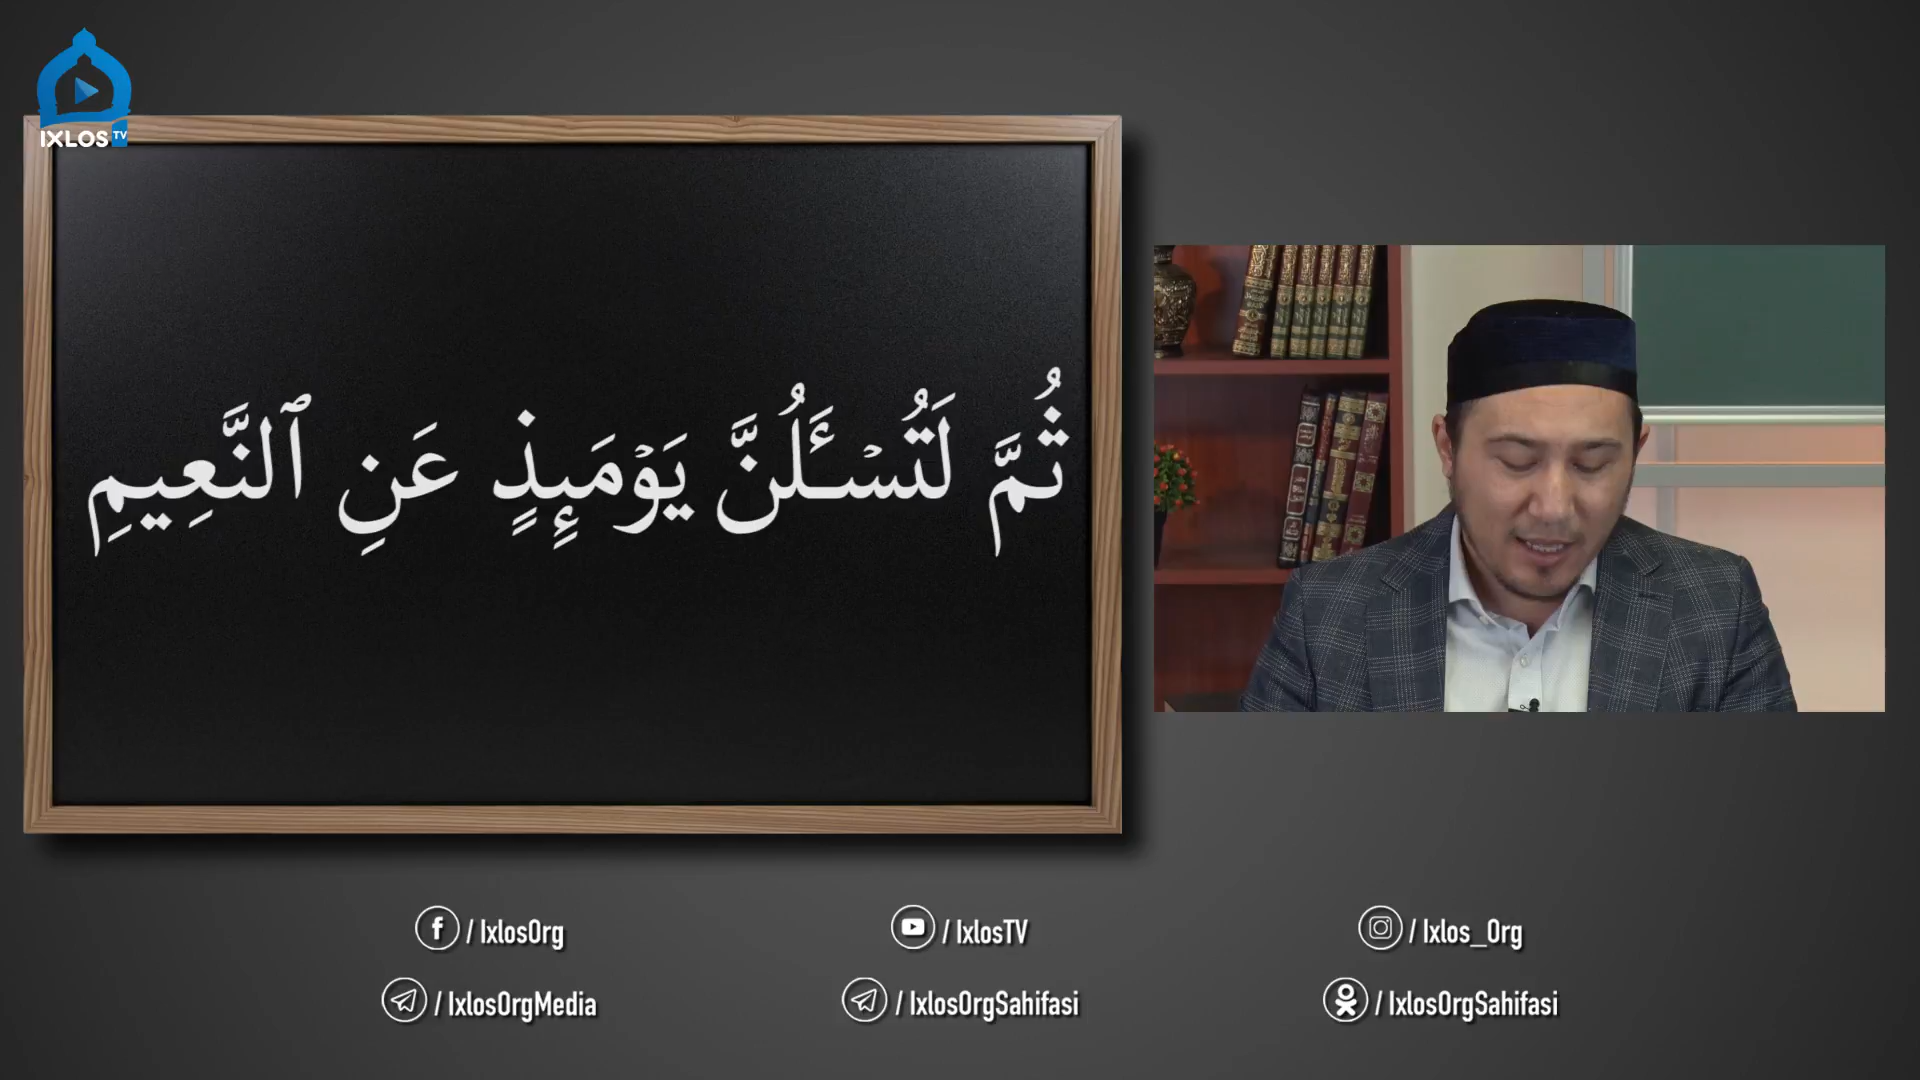 IXLOS TV
ثُمَّ لَتُسْـَٔلُنَّ يَوْمَئِذٍ عَنِ ٱلنَّعِيمِ
/ IxlosOrg
/ IxlosTV
/ Ixlos_Org
/ IxlosOrgMedia
/ IxlosOrgSahifasi
/ IxlosOrgSahifasi